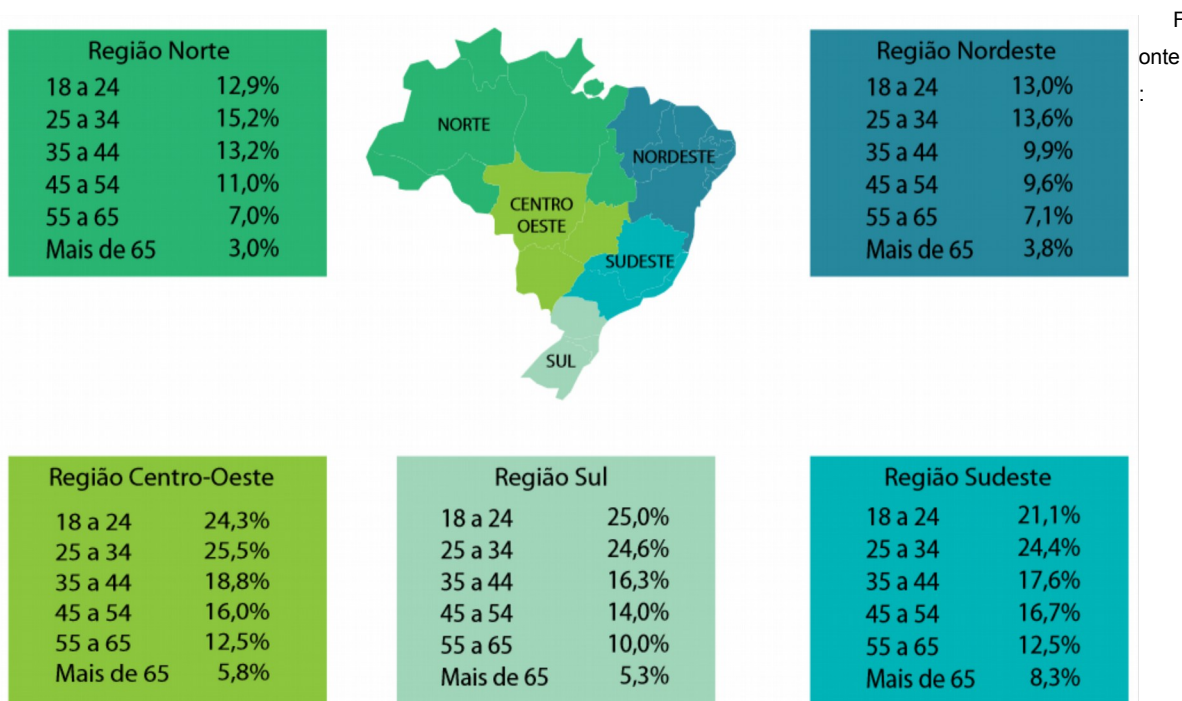 Região Norte
18 a 24 12,9%
25 a 34 15,2%
35 a 44 13,2%
45 a 54 11,0%
55 a 65 7,0%
Mais de 65 3,0%
NORTE
NORDESTE
CENTRO
OESTE
SUDESTE
SUL
Região Nordeste
18 a 24 13,0%
25 a 34 13,6%
35 a 44 9,9%
45 a 54 9,6%
55 a 65 7,1%
Mais de 65 3,8%
F
onte
:
Região Centro-Oeste
18 a 24 24,3%
25 a 34 25,5%
35 a 44 18,8%
45 a 54 16,0%
55 a 65 12,5%
Mais de 65 5,8%
Região Sul
18 a 24 25,0%
25 a 34 24,6%
35 a 44 16,3%
45 a 54 14,0%
55 a 65 10,0%
Mais de 65 5,3%
Região Sudeste
18 a 24 21,1%
25 a 34 24,4%
35 a 44 17,6%
45 a 54 16,7%
55 a 65 12,5%
Mais de 65 8,3%